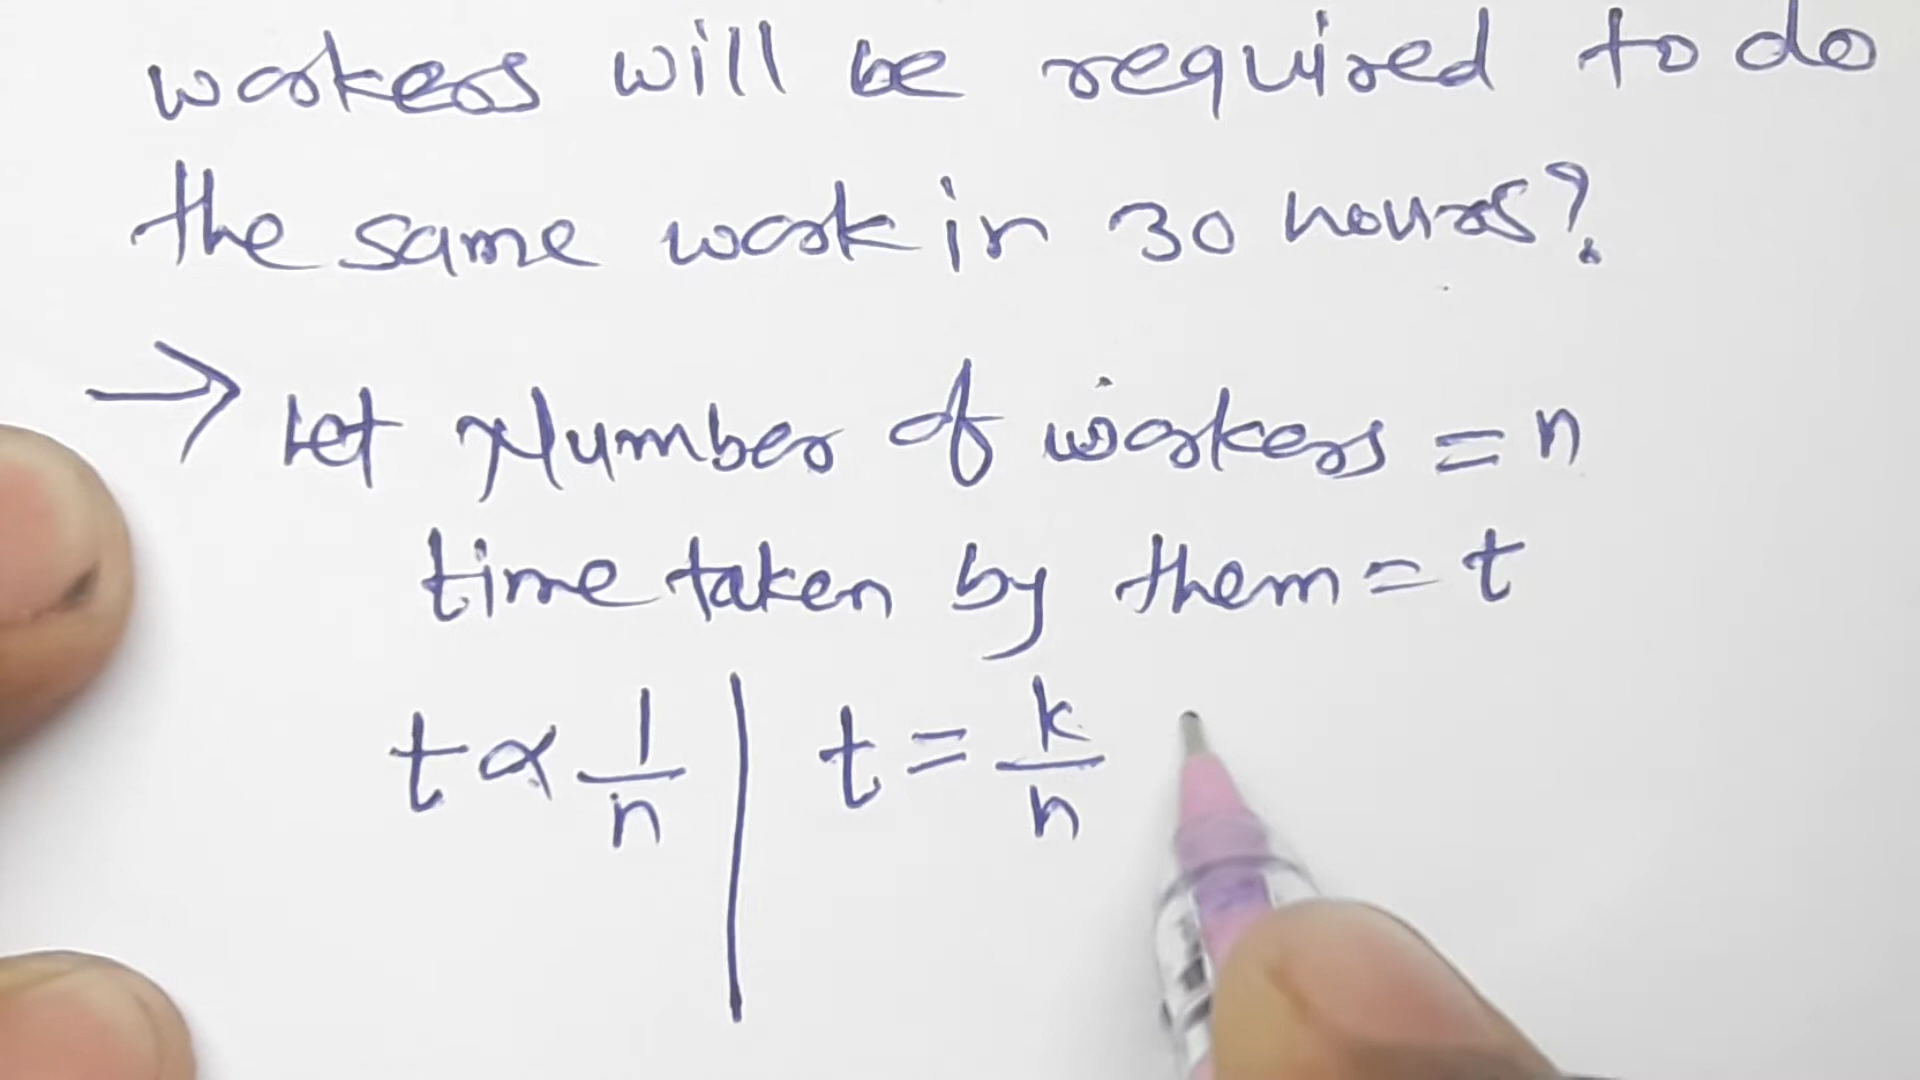 workers will be required to do
the same work in 30 hours?
→ Let Number of workers = n
time taken by them = t
t ∝ 1/n | t = k/n